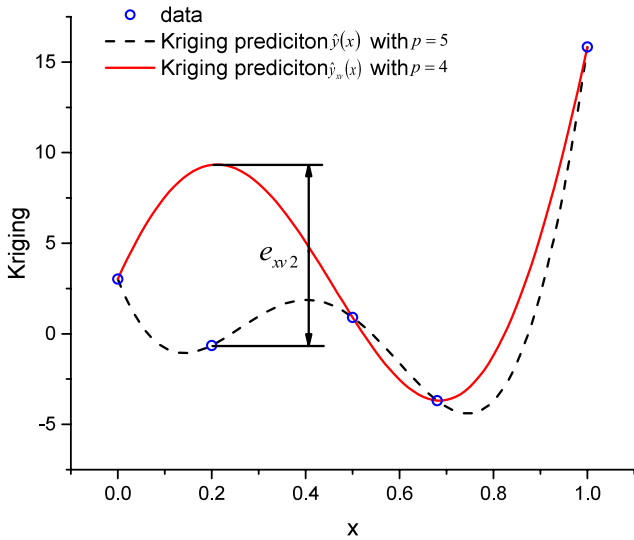 data
Kriging prediciton ŷ(x) with p = 5
Kriging prediciton ŷ_xv(x) with p = 4
15
10
5
0
-5
Kriging
e_xv2
0.0 0.2 0.4 0.6 0.8 1.0
x